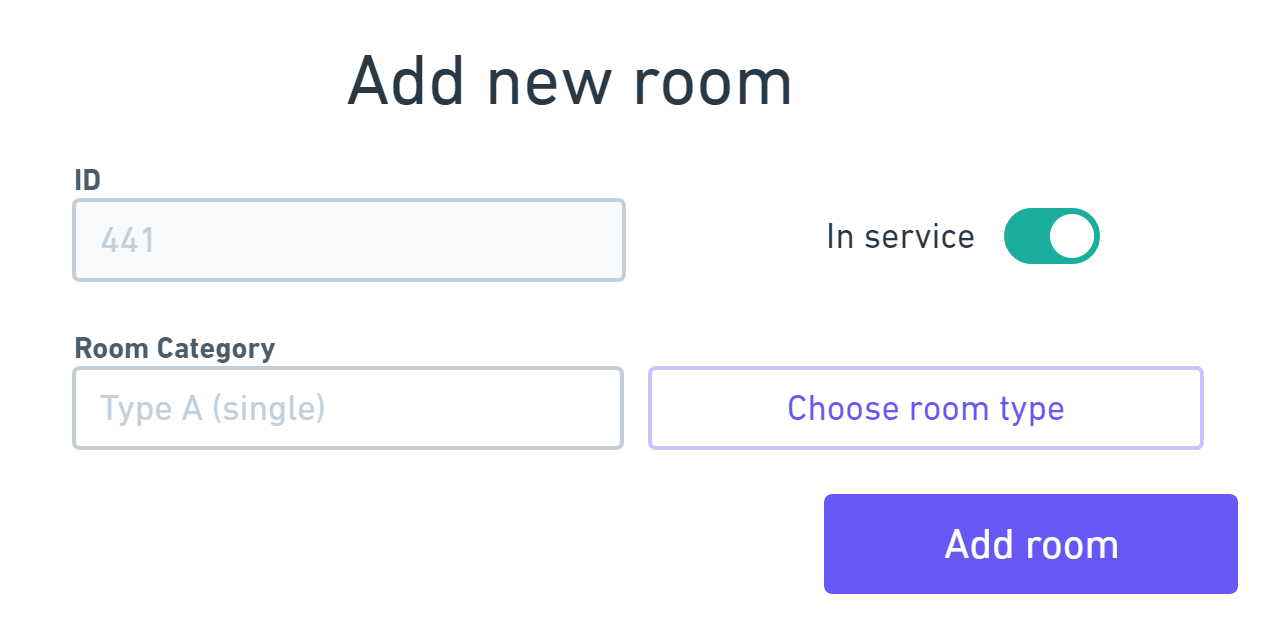 Add new room
ID
441
In service
Room Category
Type A (single)
Choose room type
Add room